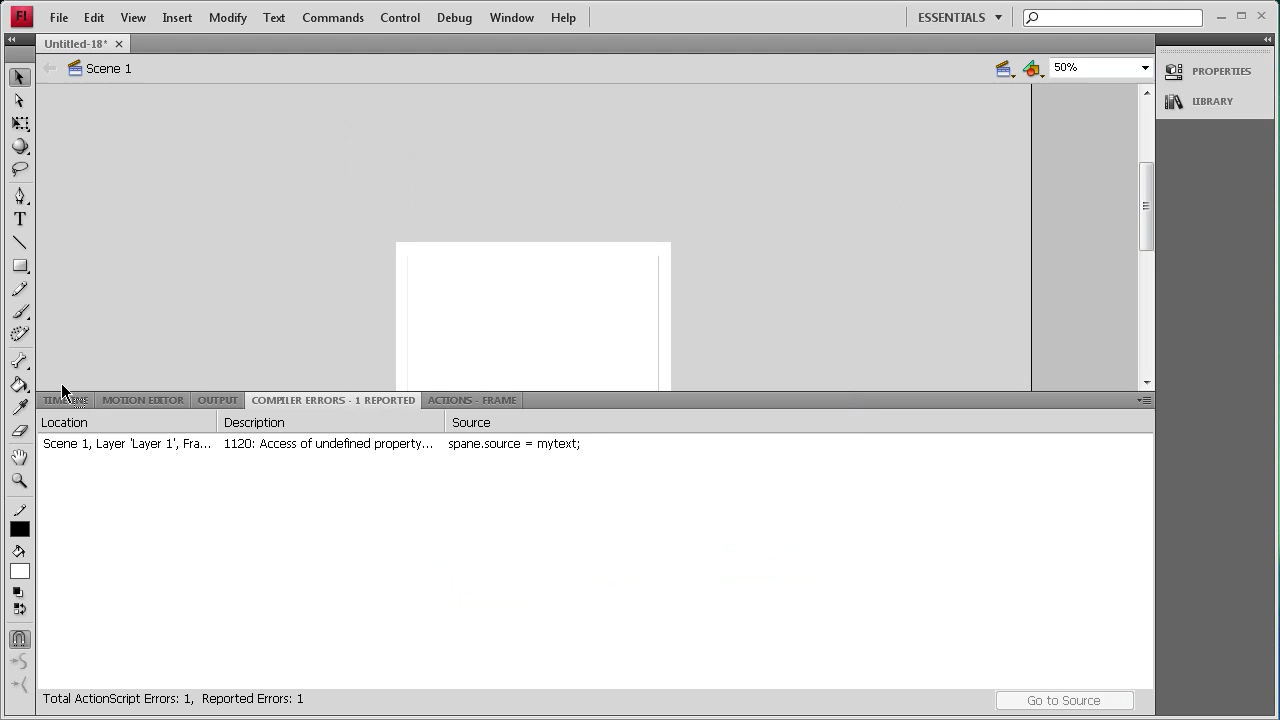 Fl File Edit View Insert Modify Text Commands Control Debug Window Help ESSENTIALS
Untitled-18*
Scene 1 50%
PROPERTIES
LIBRARY
T
TIMELINE MOTION EDITOR OUTPUT COMPILER ERRORS - 1 REPORTED ACTIONS - FRAME
Location Description Source
Scene 1, Layer 'Layer 1', Fra... 1120: Access of undefined property... spane.source = mytext;
Total ActionScript Errors: 1, Reported Errors: 1 Go to Source